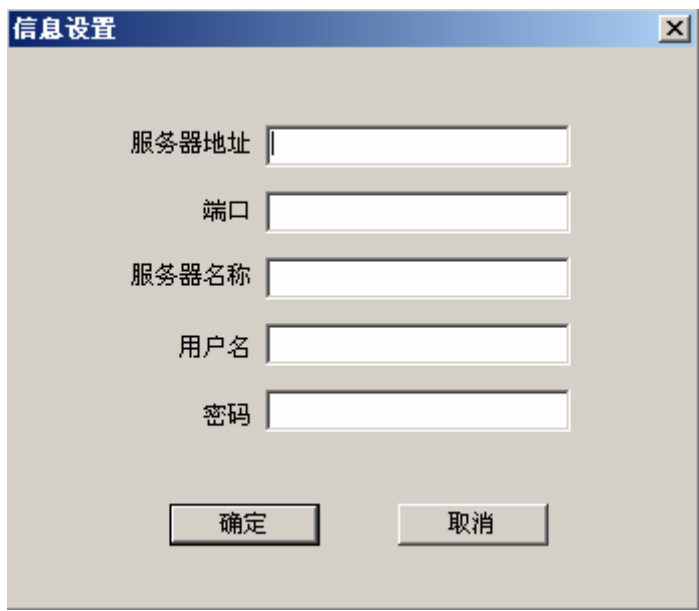 信息设置
服务器地址
端口
服务器名称
用户名
密码
确定 取消